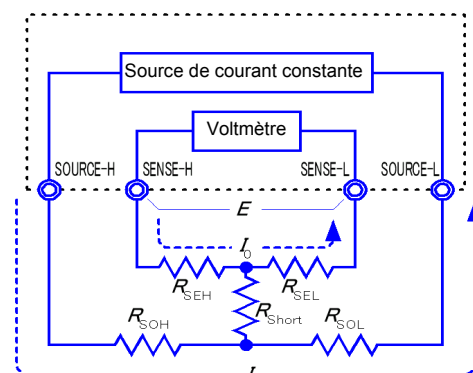 Source de courant constante
Voltmètre
SOURCE-H SENSE-H SENSE-L SOURCE-L
E
I0
RSEH RSEL
RShort
RSOH RSOL